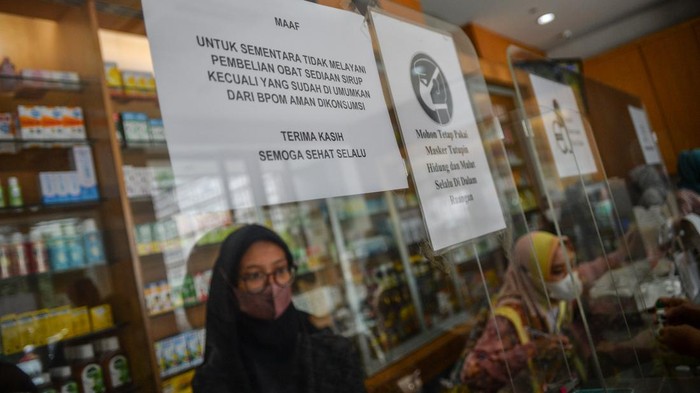 MAAF
UNTUK SEMENTARA TIDAK MELAYANI
PEMBELIAN OBAT SEDIAAN SIRUP
KECUALI YANG SUDAH DI UMUMKAN
DARI BPOM AMAN DIKONSUMSI
TERIMA KASIH
SEMOGA SEHAT SELALU
Mohon Tetap Pakai
Masker Tutupin
Hidung dan Mulut
Selalu Di Dalam
Ruangan